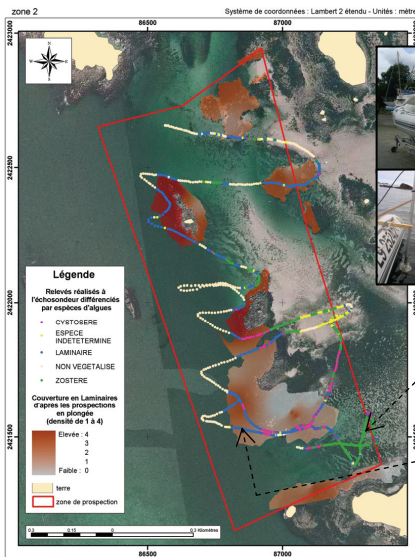 zone 2
Système de coordonnées : Lambert 2 étendu - Unités : mètre
86500
87000
2423000
2422500
2422000
2421500
N
Légende
Relevés réalisés à
l'échosondeur différenciés
par espèces d'algues
CYSTOSERE
ESPECE
INDETETERMINE
LAMINAIRE
NON VEGETALISE
ZOSTERE
Couverture en Laminaires
d'apres les prospections
en plongée
(densité de 1 à 4)
Elevée : 4
3
2
1
Faible : 0
terre
zone de prospection
0.3 0.15 0 0.3 Kilomètres
86500
87000